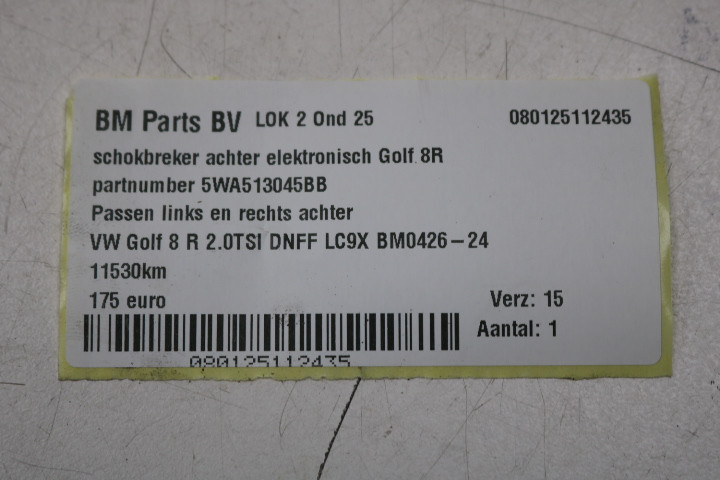 BM Parts BV LOK 2 Ond 25 080125112435
schokbreker achter elektronisch Golf 8R
partnumber 5WA513045BB
Passen links en rechts achter
VW Golf 8 R 2.0TSI DNFF LC9X BM0426-24
11530km
175 euro Verz: 15
Aantal: 1
080125112435